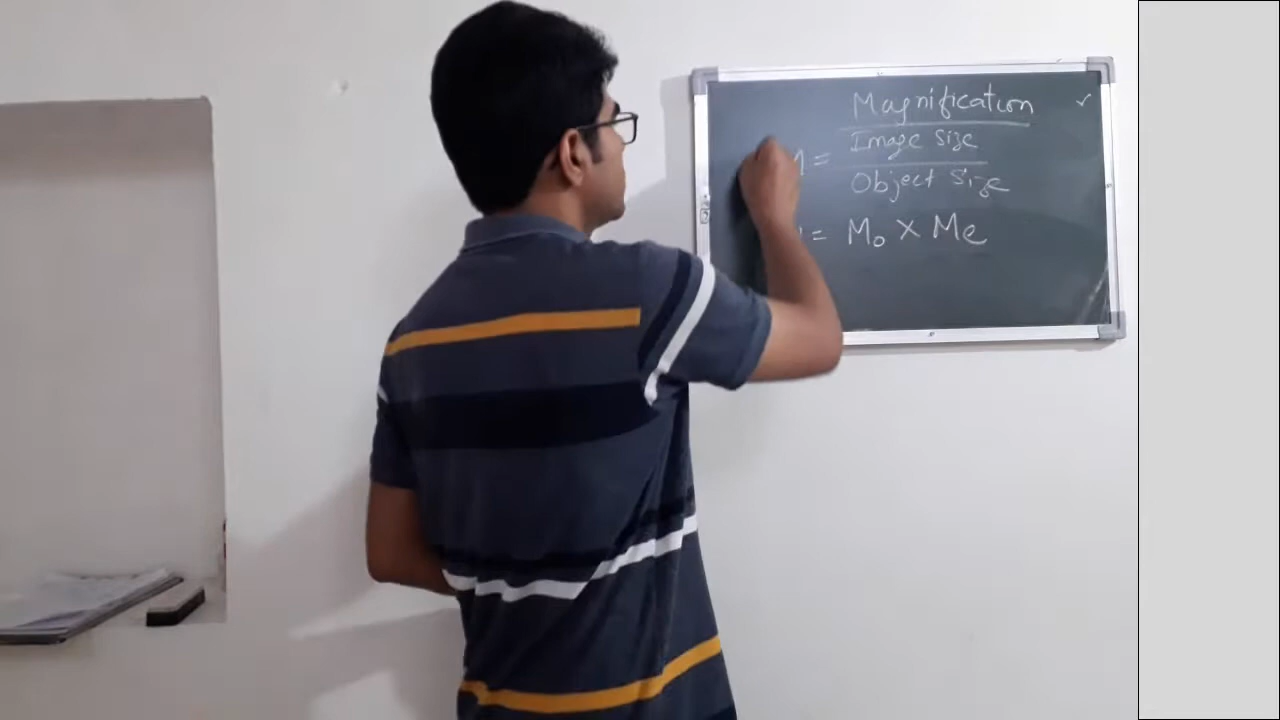 Magnification ✓
M = Image Size / Object Size
= Mo X Me